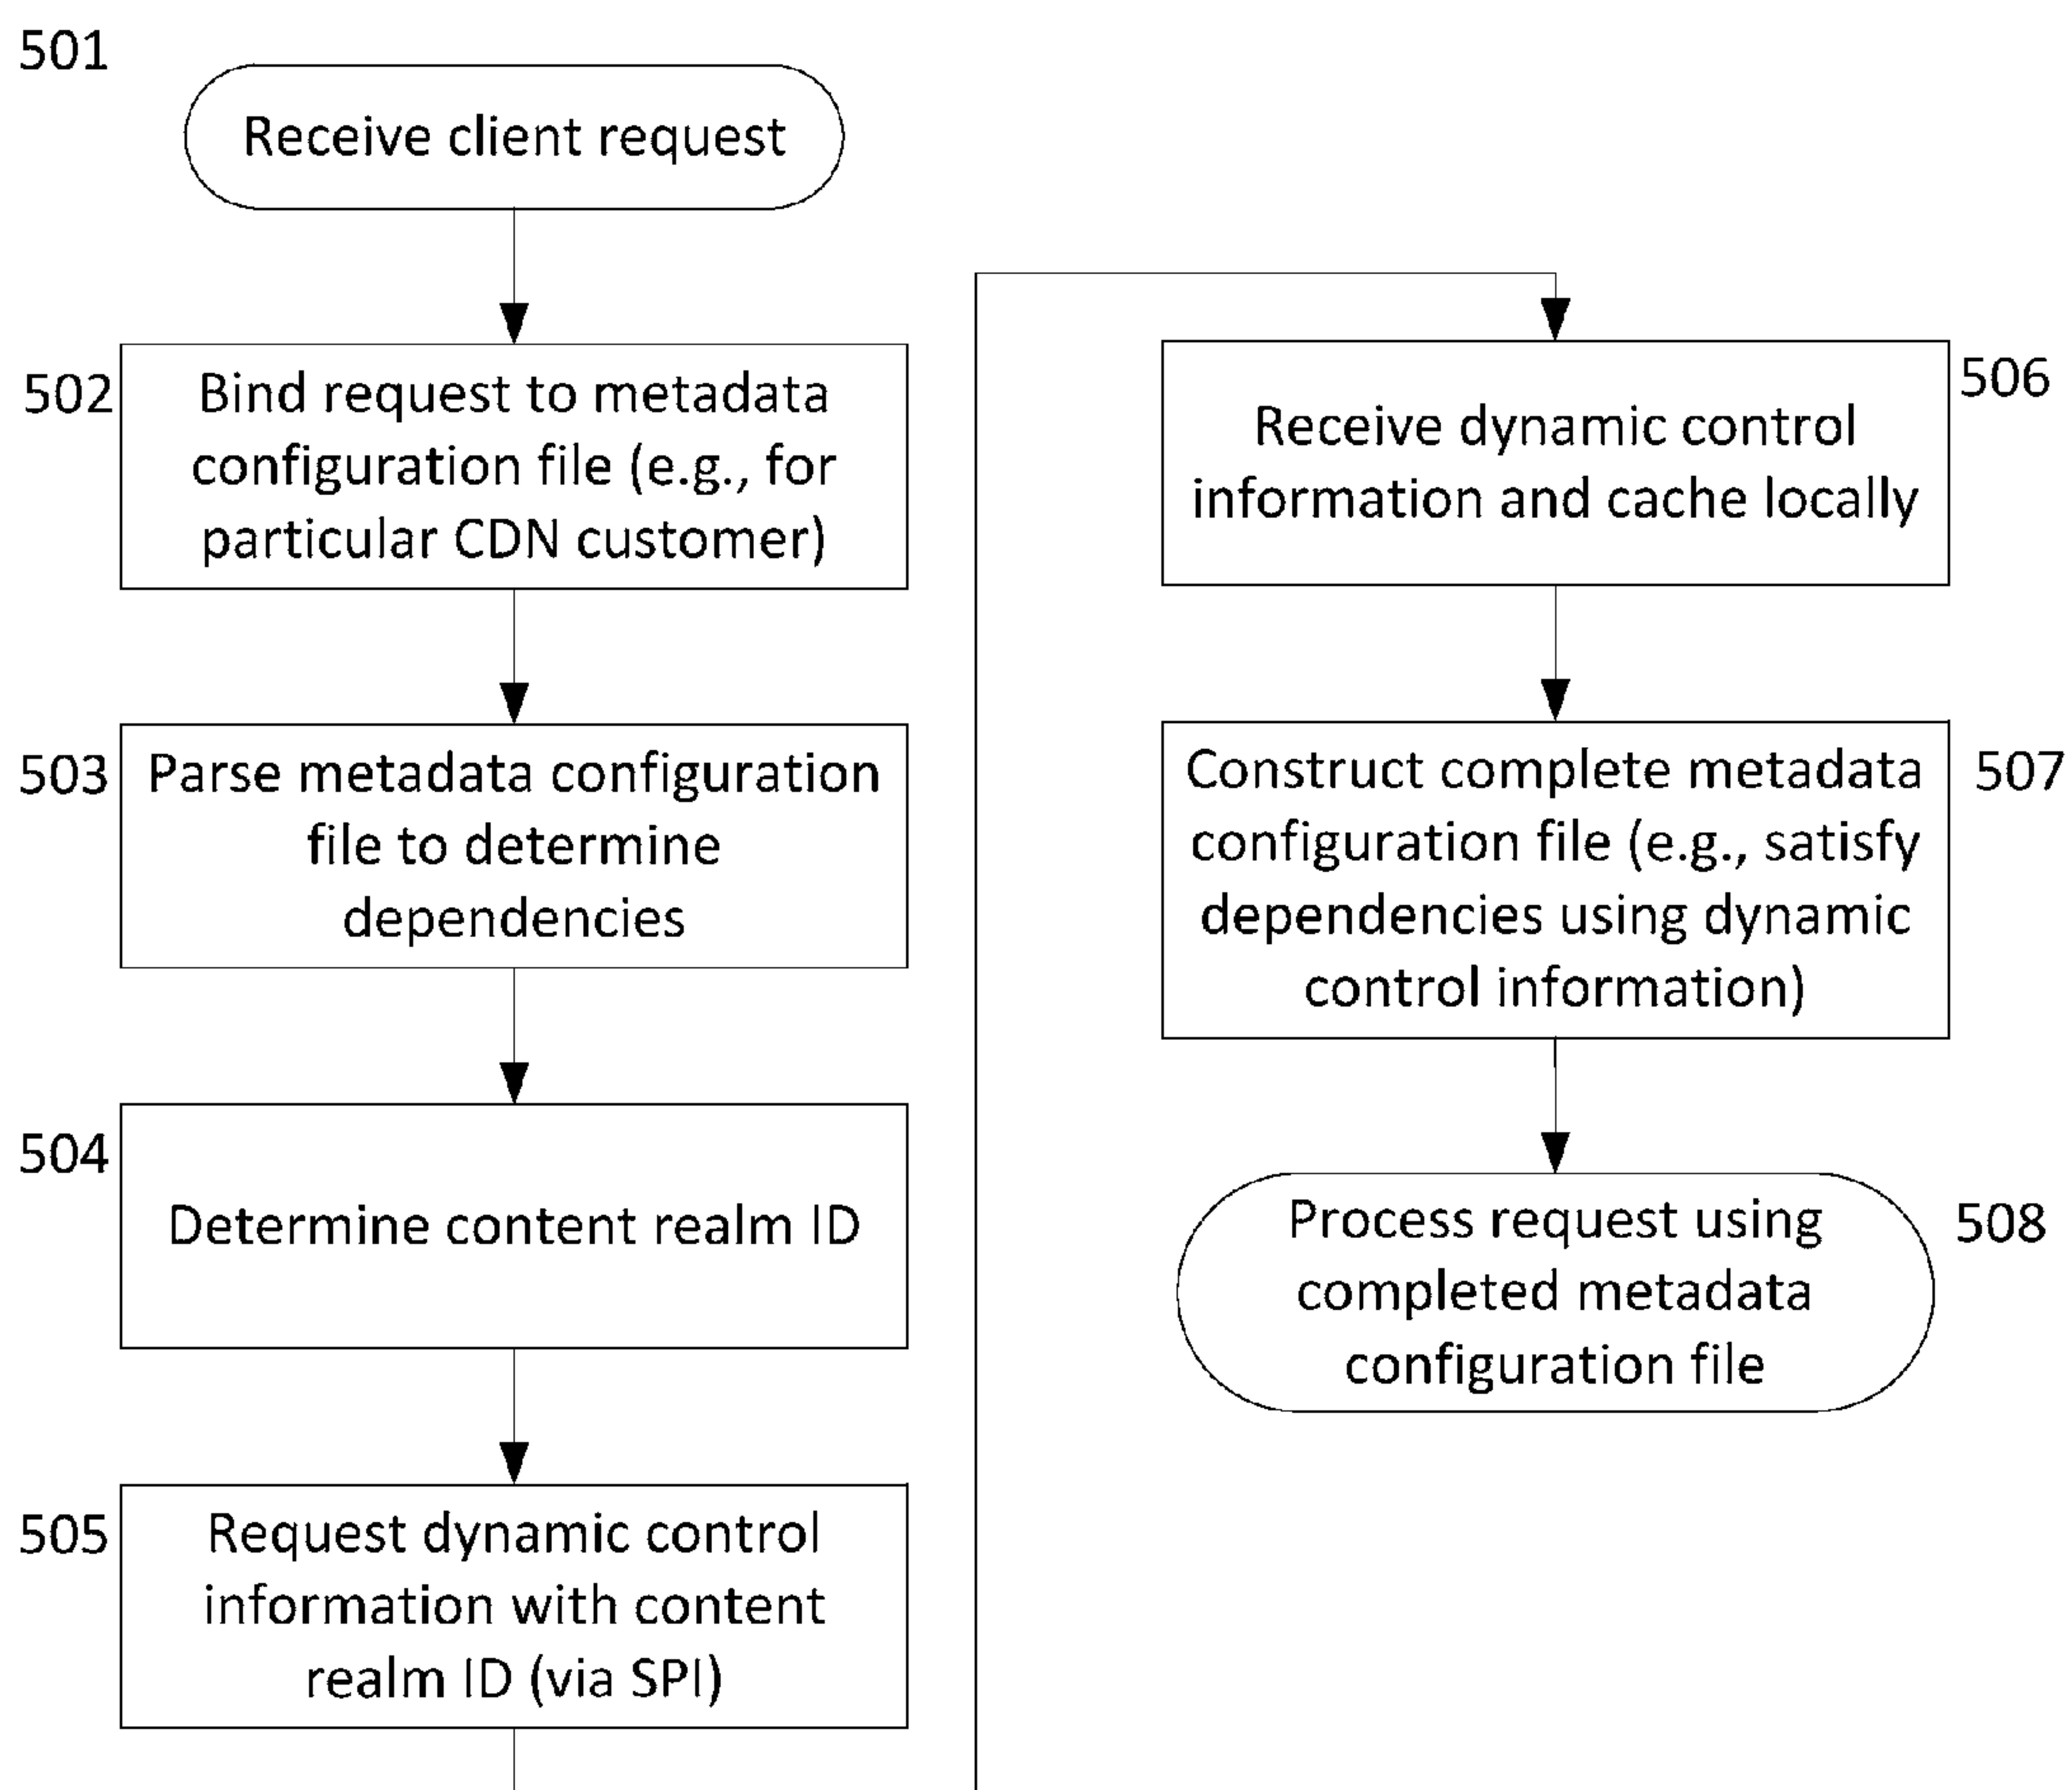 501
Receive client request
502
Bind request to metadata
configuration file (e.g., for
particular CDN customer)
503
Parse metadata configuration
file to determine
dependencies
504
Determine content realm ID
505
Request dynamic control
information with content
realm ID (via SPI)
506
Receive dynamic control
information and cache locally
507
Construct complete metadata
configuration file (e.g., satisfy
dependencies using dynamic
control information)
508
Process request using
completed metadata
configuration file